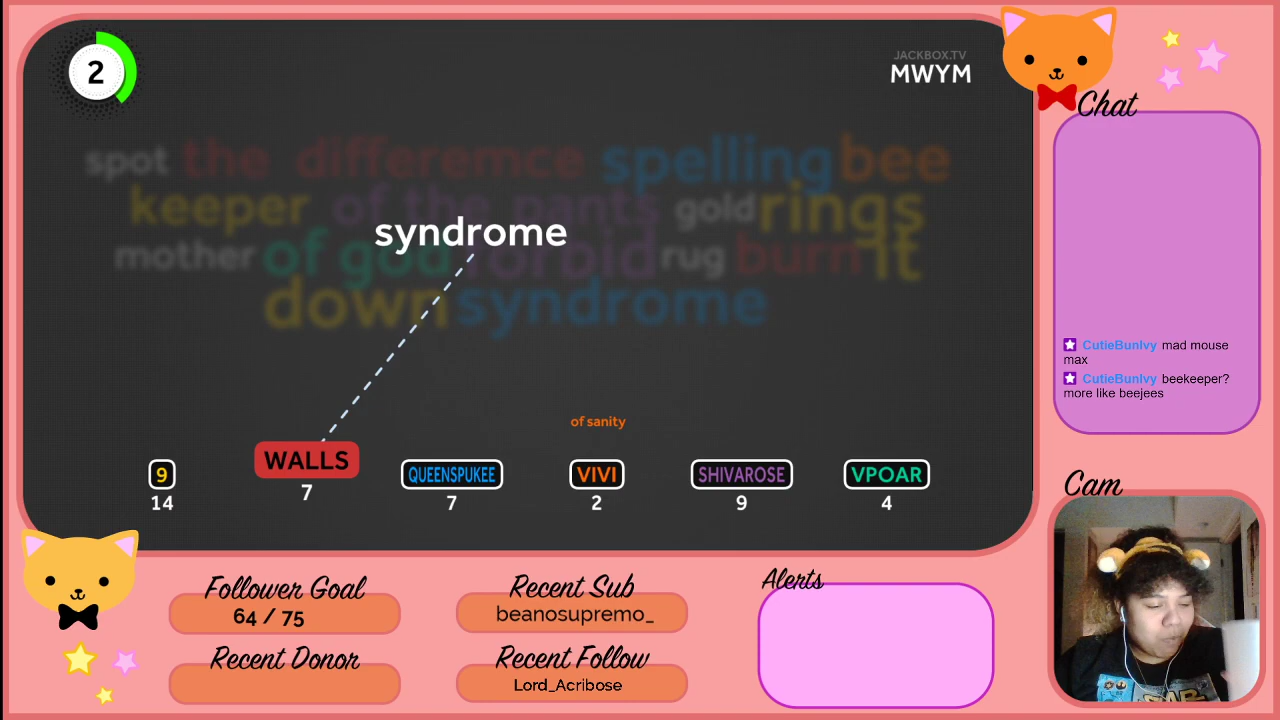 2
JACKBOX.TV
MWYM
Chat
spot the differemce spelling bee
keeper of the pants gold rings
syndrome
mother of god forbid rug burn it
down syndrome
CutieBunIvy mad mouse
max
CutieBunIvy beekeeper?
more like beejees
of sanity
9 WALLS QUEENSPUKEE VIVI SHIVAROSE VPOAR
14 7 7 2 9 4
Cam
Follower Goal
64 / 75
Recent Sub
beanosupremo_
Alerts
Recent Donor
Recent Follow
Lord_Acribose